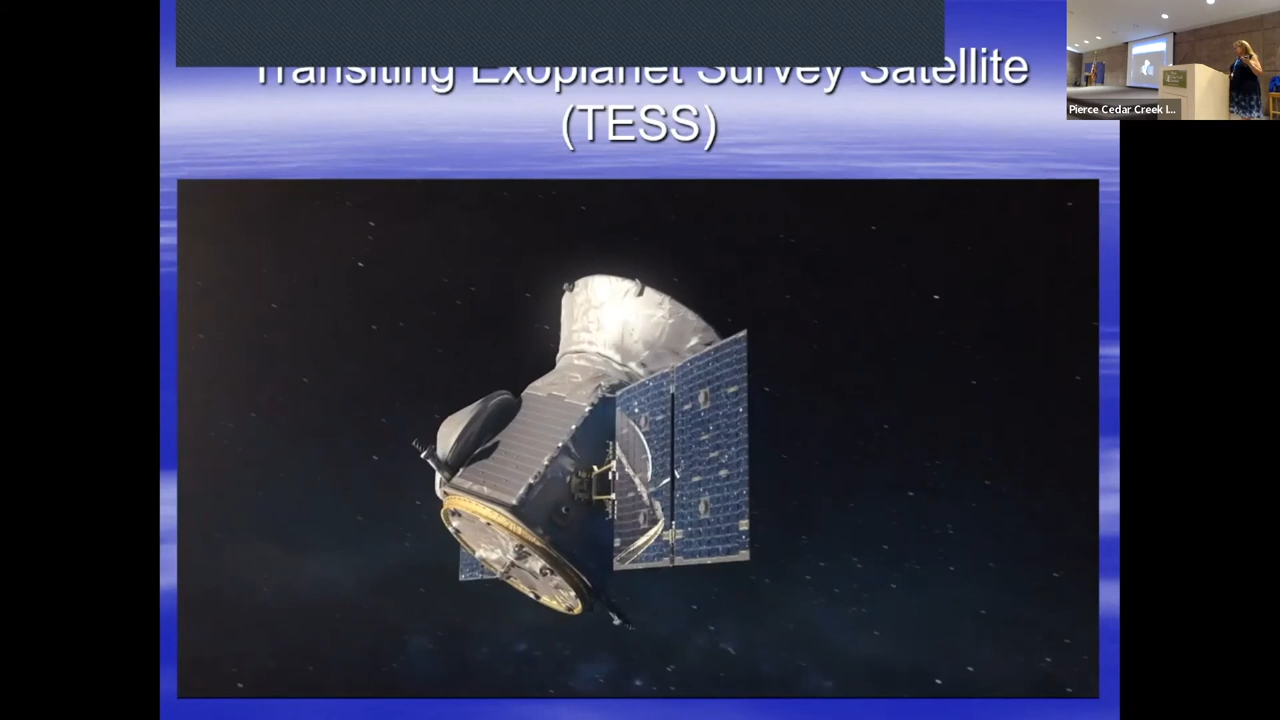 Transiting Exoplanet Survey Satellite
(TESS)
Pierce Cedar Creek I...